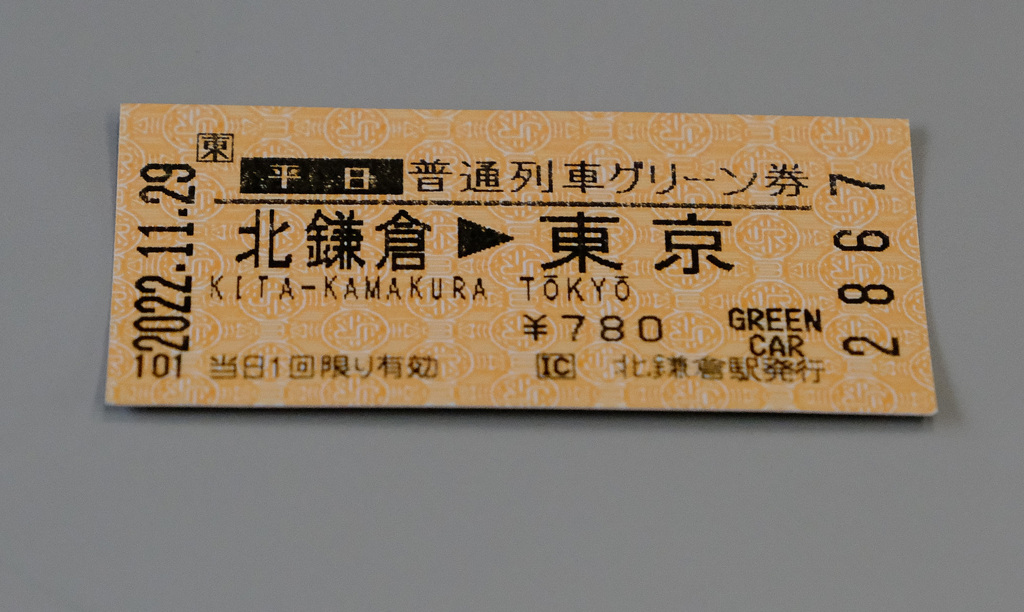 東
平日 普通列車グリーン券
北鎌倉▶東京
KITA-KAMAKURA TŌKYŌ
¥780
GREEN CAR
当日1回限り有効 IC 北鎌倉駅発行
2022.11.29
101
2867